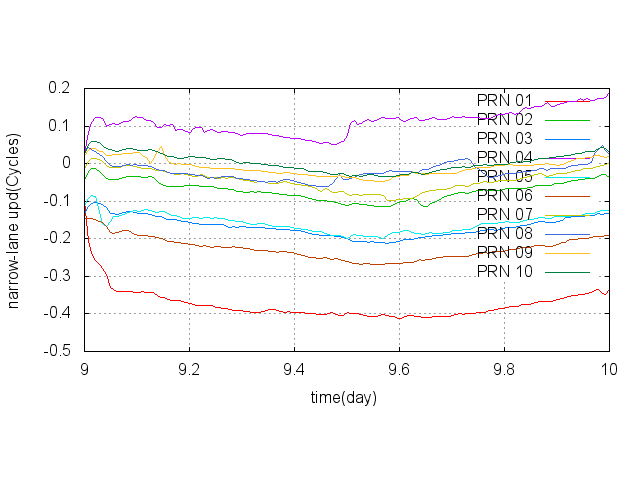 0.2
0.1
0
-0.1
-0.2
-0.3
-0.4
-0.5
narrow-lane upd(Cycles)
PRN 01
PRN 02
PRN 03
PRN 04
PRN 05
PRN 06
PRN 07
PRN 08
PRN 09
PRN 10
9 9.2 9.4 9.6 9.8 10
time(day)